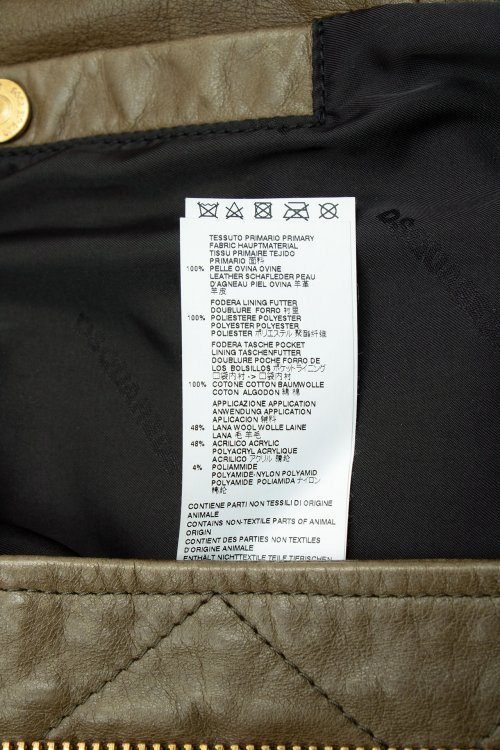 TESSUTO PRIMARIO PRIMARY
FABRIC HAUPTMATERIAL
TISSU PRIMAIRE TEJIDO
PRIMARIO 面料
100% PELLE OVINA OVINE
LEATHER SCHAFLEDER PEAU
D'AGNEAU PIEL OVINA 羊革
羊皮
FODERA LINING FUTTER
DOUBLURE FORRO 衬里
100% POLIESTERE POLYESTER
POLYESTER POLYESTER
POLIESTER ポリエステル 聚酯纤维
FODERA TASCHE POCKET
LINING TASCHENFUTTER
DOUBLURE POCHE FORRO DE
LOS BOLSILLOS ポケットライニング
口袋内村 -> 口袋内村
100% COTONE COTTON BAUMWOLLE
COTON ALGODON 綿 棉
APPLICAZIONE APPLICATION
ANWENDUNG APPLICATION
APLICACION
48% LANA WOOL WOLLE LAINE
LANA 毛 羊毛
48% ACRILICO ACRYLIC
POLYACRYL ACRYLIQUE
ACRILICO アクリル 腈纶
4% POLIAMMIDE
POLYAMIDE-NYLON POLYAMID
POLYAMIDE POLIAMIDA ナイロン
CONTIENE PARTI NON TESSILI DI ORIGINE
ANIMALE
CONTAINS NON-TEXTILE PARTS OF ANIMAL
ORIGIN
CONTIENT DES PARTIES NON TEXTILES
D'ORIGINE ANIMALE
ENTHÄLT NICHTTEXTILE TEILE TIERISCHEN